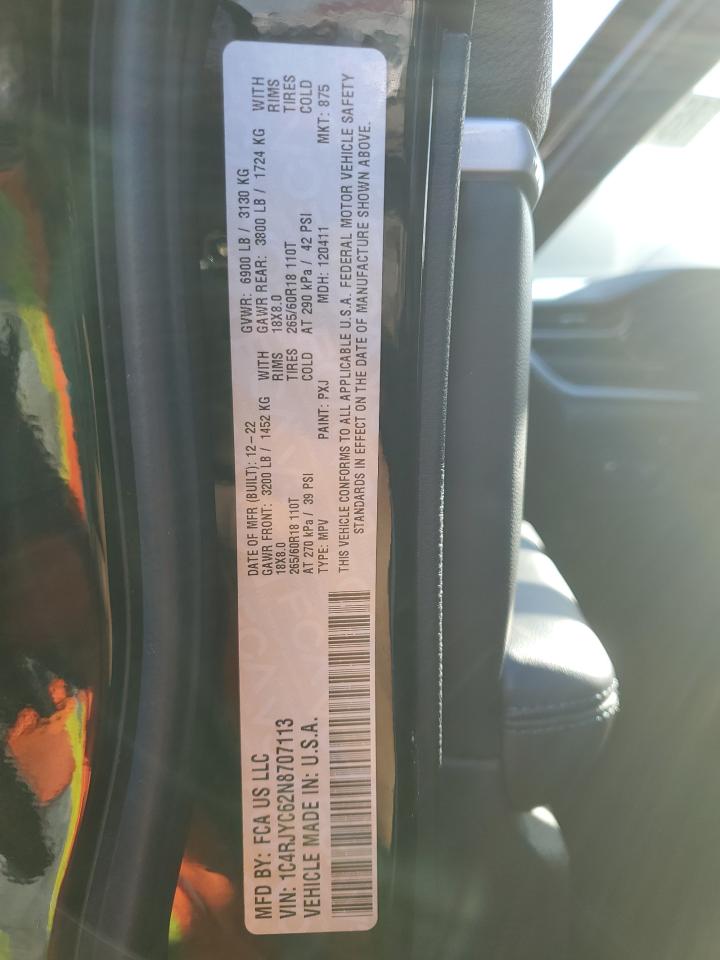 MFD BY: FCA US LLC
VIN: 1C4RJYC62N8707113
VEHICLE MADE IN: U.S.A.
DATE OF MFR (BUILT): 12-22 GVWR: 6900 LB / 3130 KG
GAWR FRONT: 3200 LB / 1452 KG WITH GAWR REAR: 3800 LB / 1724 KG WITH
18X8.0 RIMS 18X8.0 RIMS
265/60R18 110T TIRES 265/60R18 110T TIRES
AT 270 kPa / 39 PSI COLD AT 290 kPa / 42 PSI COLD
TYPE: MPV PAINT: PXJ MDH: 120411 MKT: 875
THIS VEHICLE CONFORMS TO ALL APPLICABLE U.S.A. FEDERAL MOTOR VEHICLE SAFETY
STANDARDS IN EFFECT ON THE DATE OF MANUFACTURE SHOWN ABOVE.